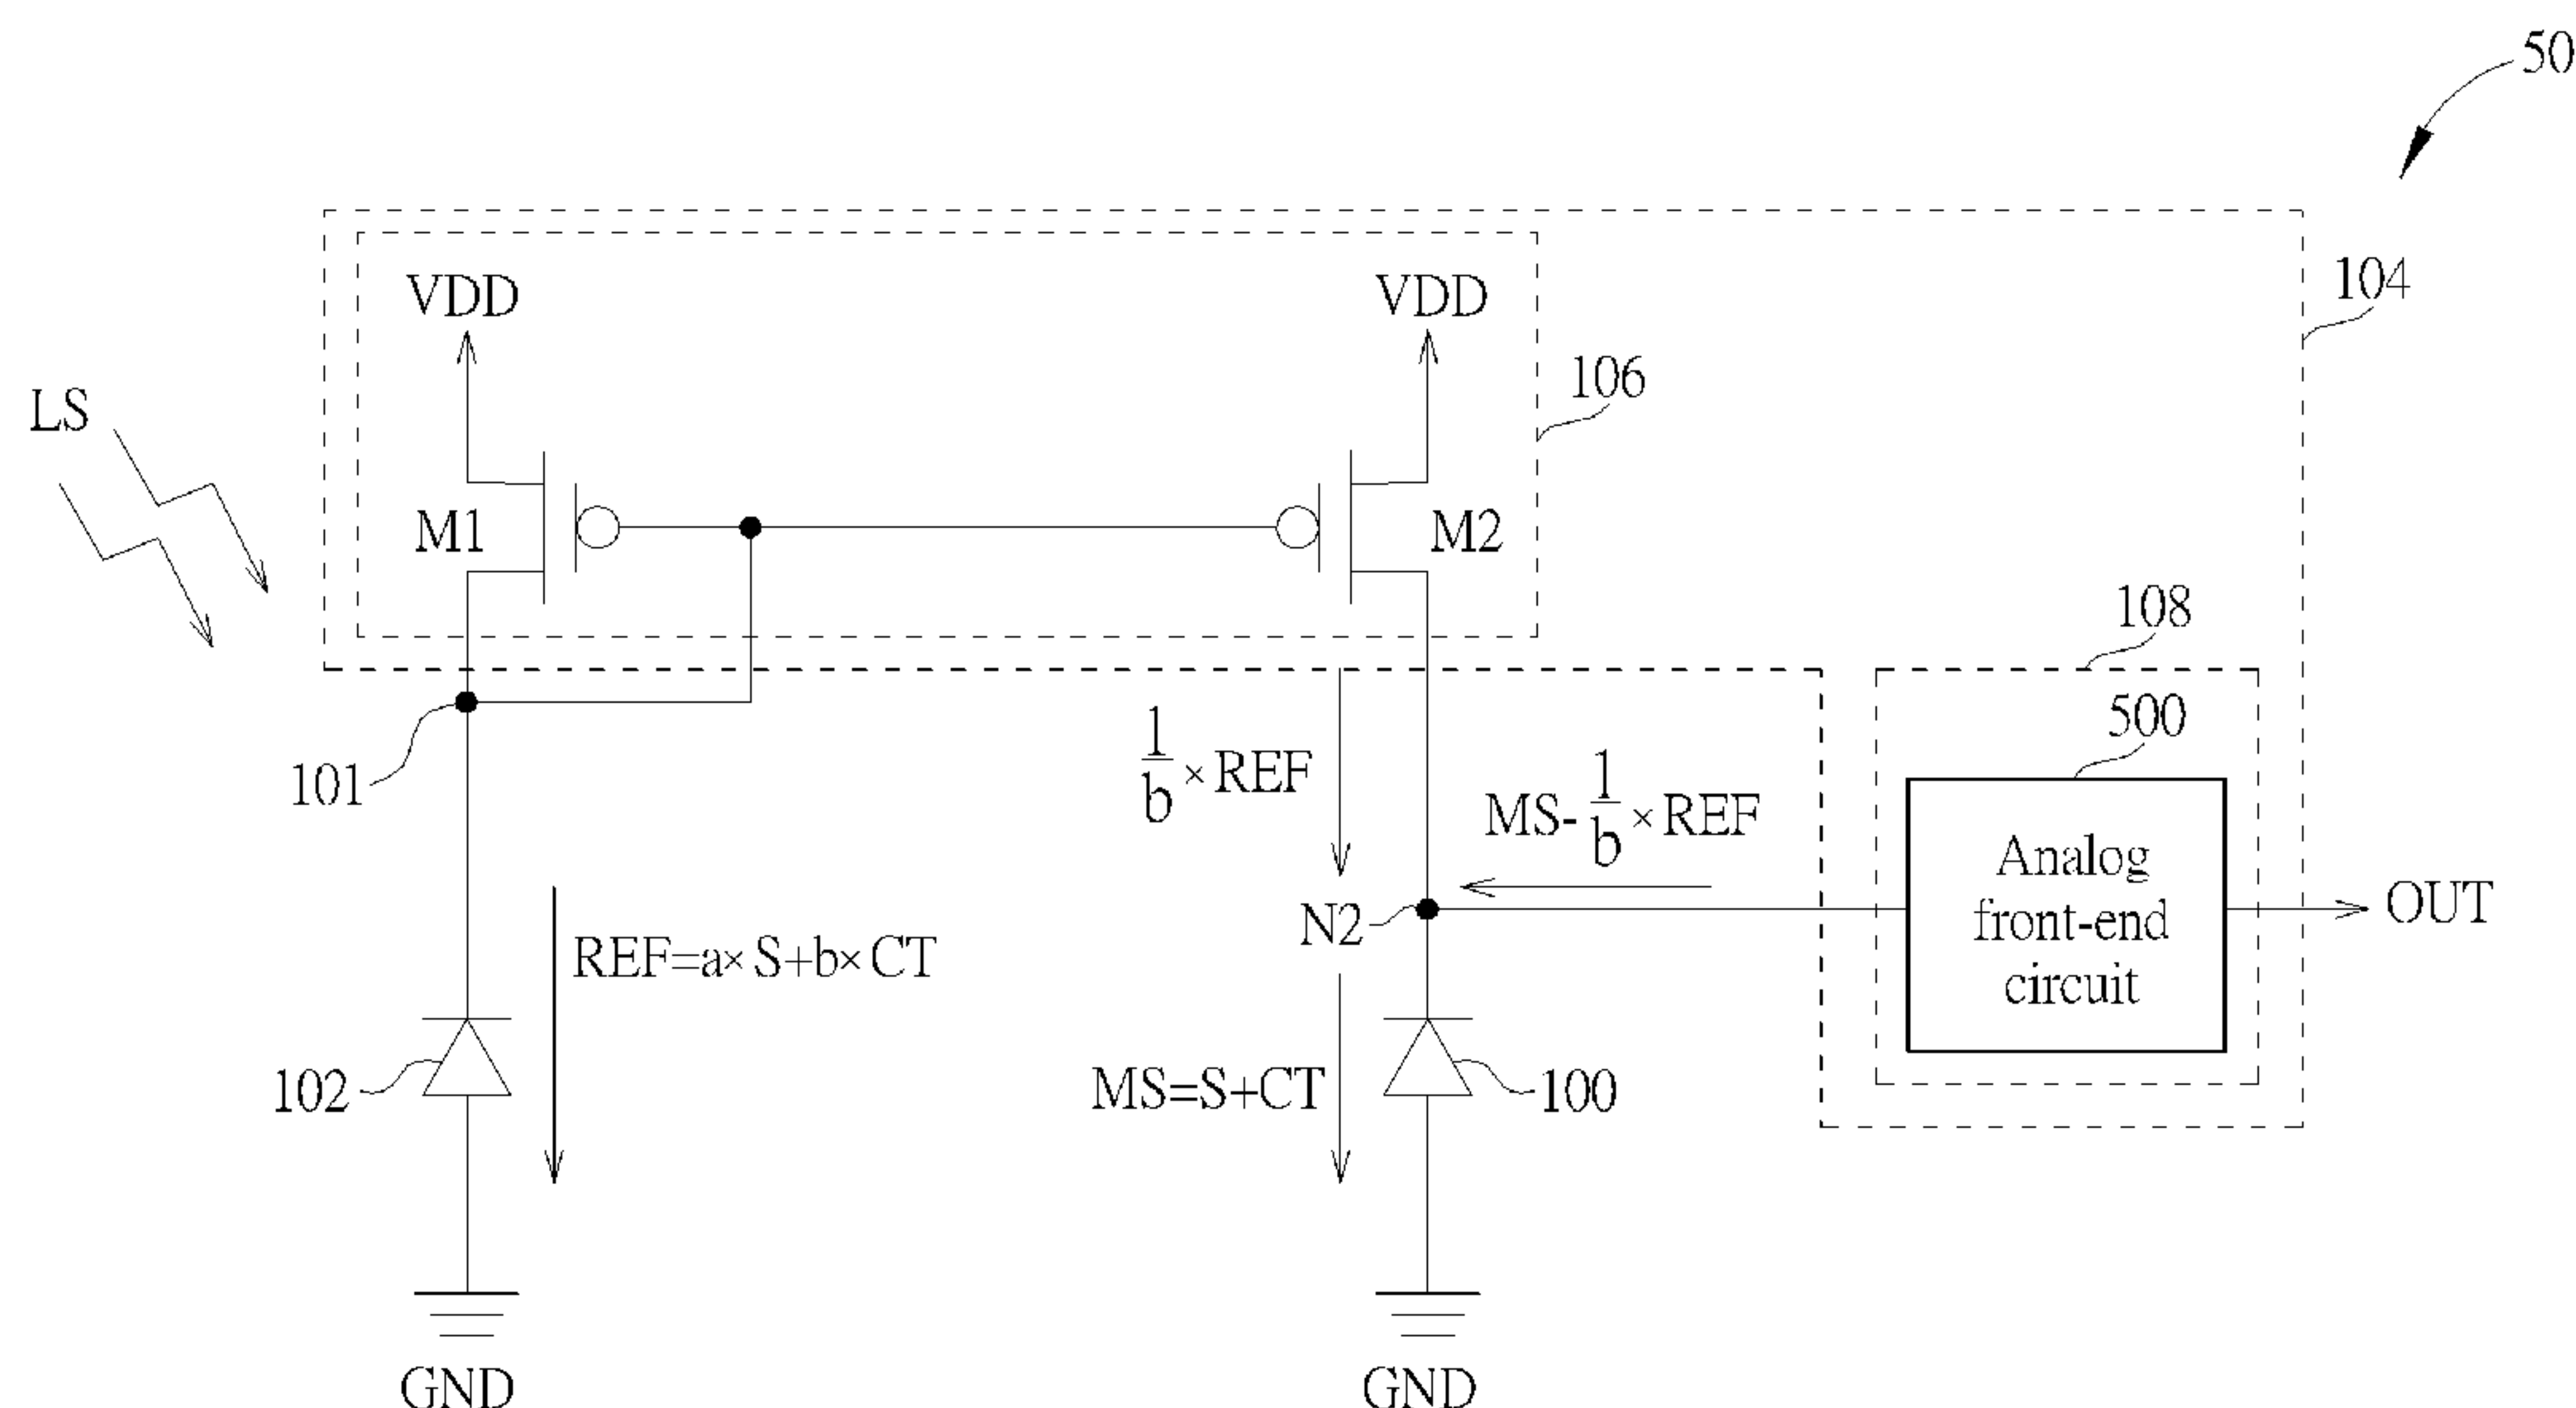 50
104
VDD
VDD
106
LS
M1
M2
108
500
101
1/b × REF
MS- 1/b × REF
Analog
front-end
circuit
N2
OUT
REF=a× S+b× CT
102
MS=S+CT
100
GND
GND